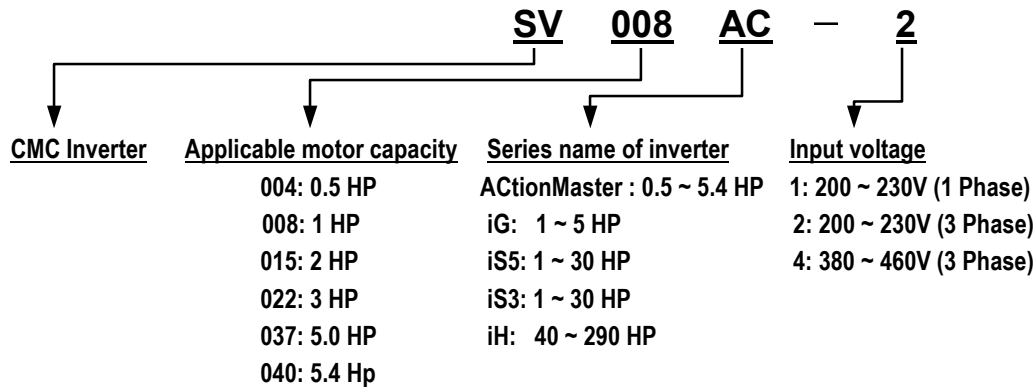 SV 008 AC – 2
CMC Inverter
Applicable motor capacity
004: 0.5 HP
008: 1 HP
015: 2 HP
022: 3 HP
037: 5.0 HP
040: 5.4 Hp
Series name of inverter
ACtionMaster : 0.5 ~ 5.4 HP
iG: 1 ~ 5 HP
iS5: 1 ~ 30 HP
iS3: 1 ~ 30 HP
iH: 40 ~ 290 HP
Input voltage
1: 200 ~ 230V (1 Phase)
2: 200 ~ 230V (3 Phase)
4: 380 ~ 460V (3 Phase)